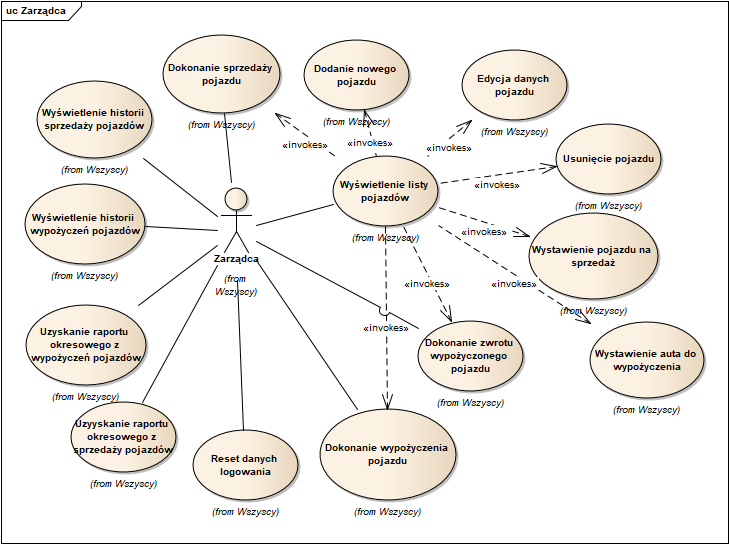 uc Zarządca
Dokonanie sprzedaży
pojazdu
(from Wszyscy)
Dodanie nowego
pojazdu
(from Wszyscy)
Edycja danych
pojazdu
(from Wszyscy)
Wyświetlenie historii
sprzedaży pojazdów
(from Wszyscy)
«invokes»
«invokes»
«invokes»
Usunięcie pojazdu
(from Wszyscy)
«invokes»
Wyświetlenie listy
pojazdów
(from Wszyscy)
Wyświetlenie historii
wypożyczeń pojazdów
(from Wszyscy)
«invokes»
Wystawienie pojazdu na
sprzedaż
(from Wszyscy)
Zarządca
(from
Wszyscy)
«invokes»
«invokes»
«invokes»
Uzyskanie raportu
okresowego z
wypożyczeń pojazdów
(from Wszyscy)
Dokonanie zwrotu
wypożyczonego
pojazdu
(from Wszyscy)
Wystawienie auta do
wypożyczenia
(from Wszyscy)
Uzyyskanie raportu
okresowego z
sprzedaży pojazdów
(from Wszyscy)
Reset danych
logowania
(from Wszyscy)
Dokonanie wypożyczenia
pojazdu
(from Wszyscy)